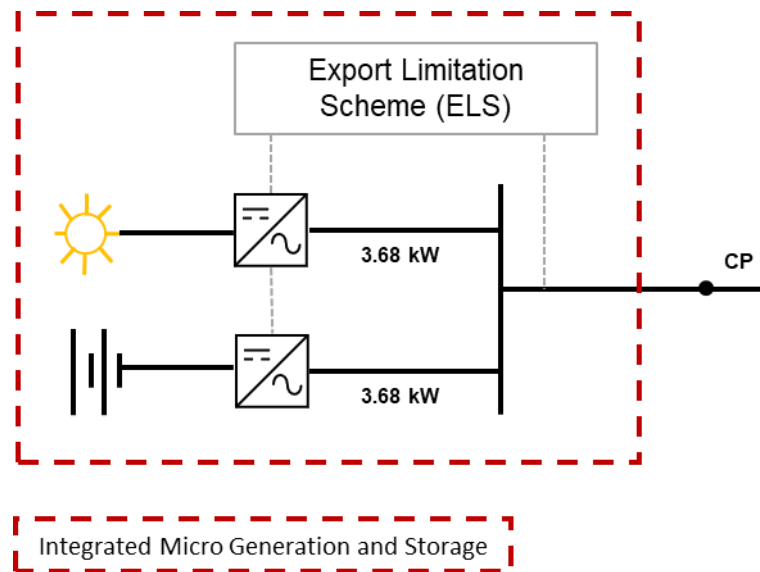 Export Limitation
Scheme (ELS)
3.68 kW
CP
3.68 kW
Integrated Micro Generation and Storage